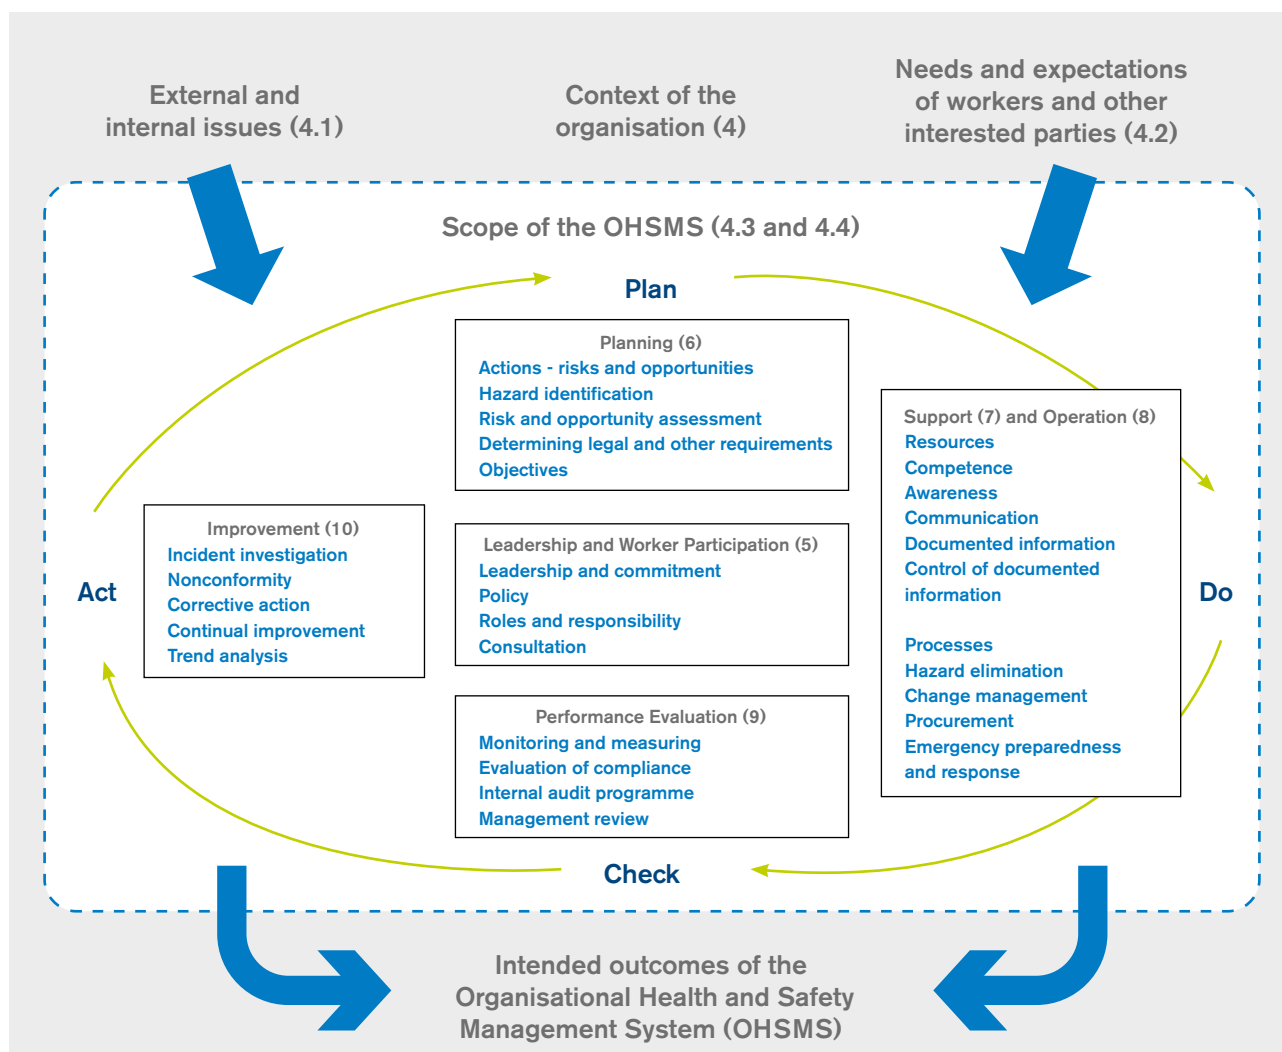 External and
internal issues (4.1)
Context of the
organisation (4)
Needs and expectations
of workers and other
interested parties (4.2)
Scope of the OHSMS (4.3 and 4.4)
Plan
Planning (6)
Actions - risks and opportunities
Hazard identification
Risk and opportunity assessment
Determining legal and other requirements
Objectives
Support (7) and Operation (8)
Resources
Competence
Awareness
Communication
Documented information
Control of documented
information
Processes
Hazard elimination
Change management
Procurement
Emergency preparedness
and response
Do
Act
Improvement (10)
Incident investigation
Nonconformity
Corrective action
Continual improvement
Trend analysis
Leadership and Worker Participation (5)
Leadership and commitment
Policy
Roles and responsibility
Consultation
Performance Evaluation (9)
Monitoring and measuring
Evaluation of compliance
Internal audit programme
Management review
Check
Intended outcomes of the
Organisational Health and Safety
Management System (OHSMS)